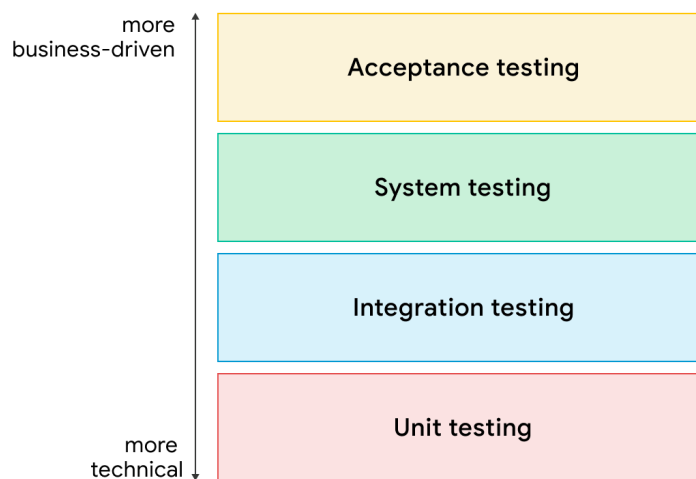 more
business-driven
Acceptance testing
System testing
Integration testing
Unit testing
more
technical